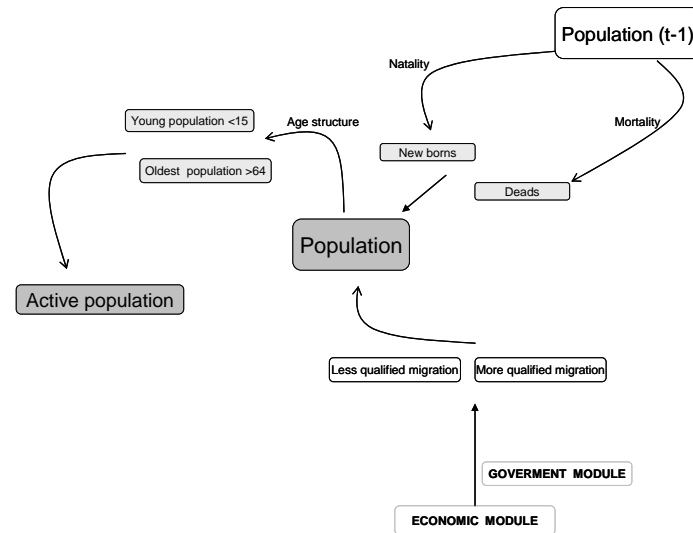 Population (t-1)
Natality
Young population <15
Age structure
Mortality
New borns
Oldest population >64
Deads
Population
Active population
Less qualified migration
More qualified migration
GOVERMENT MODULE
ECONOMIC MODULE